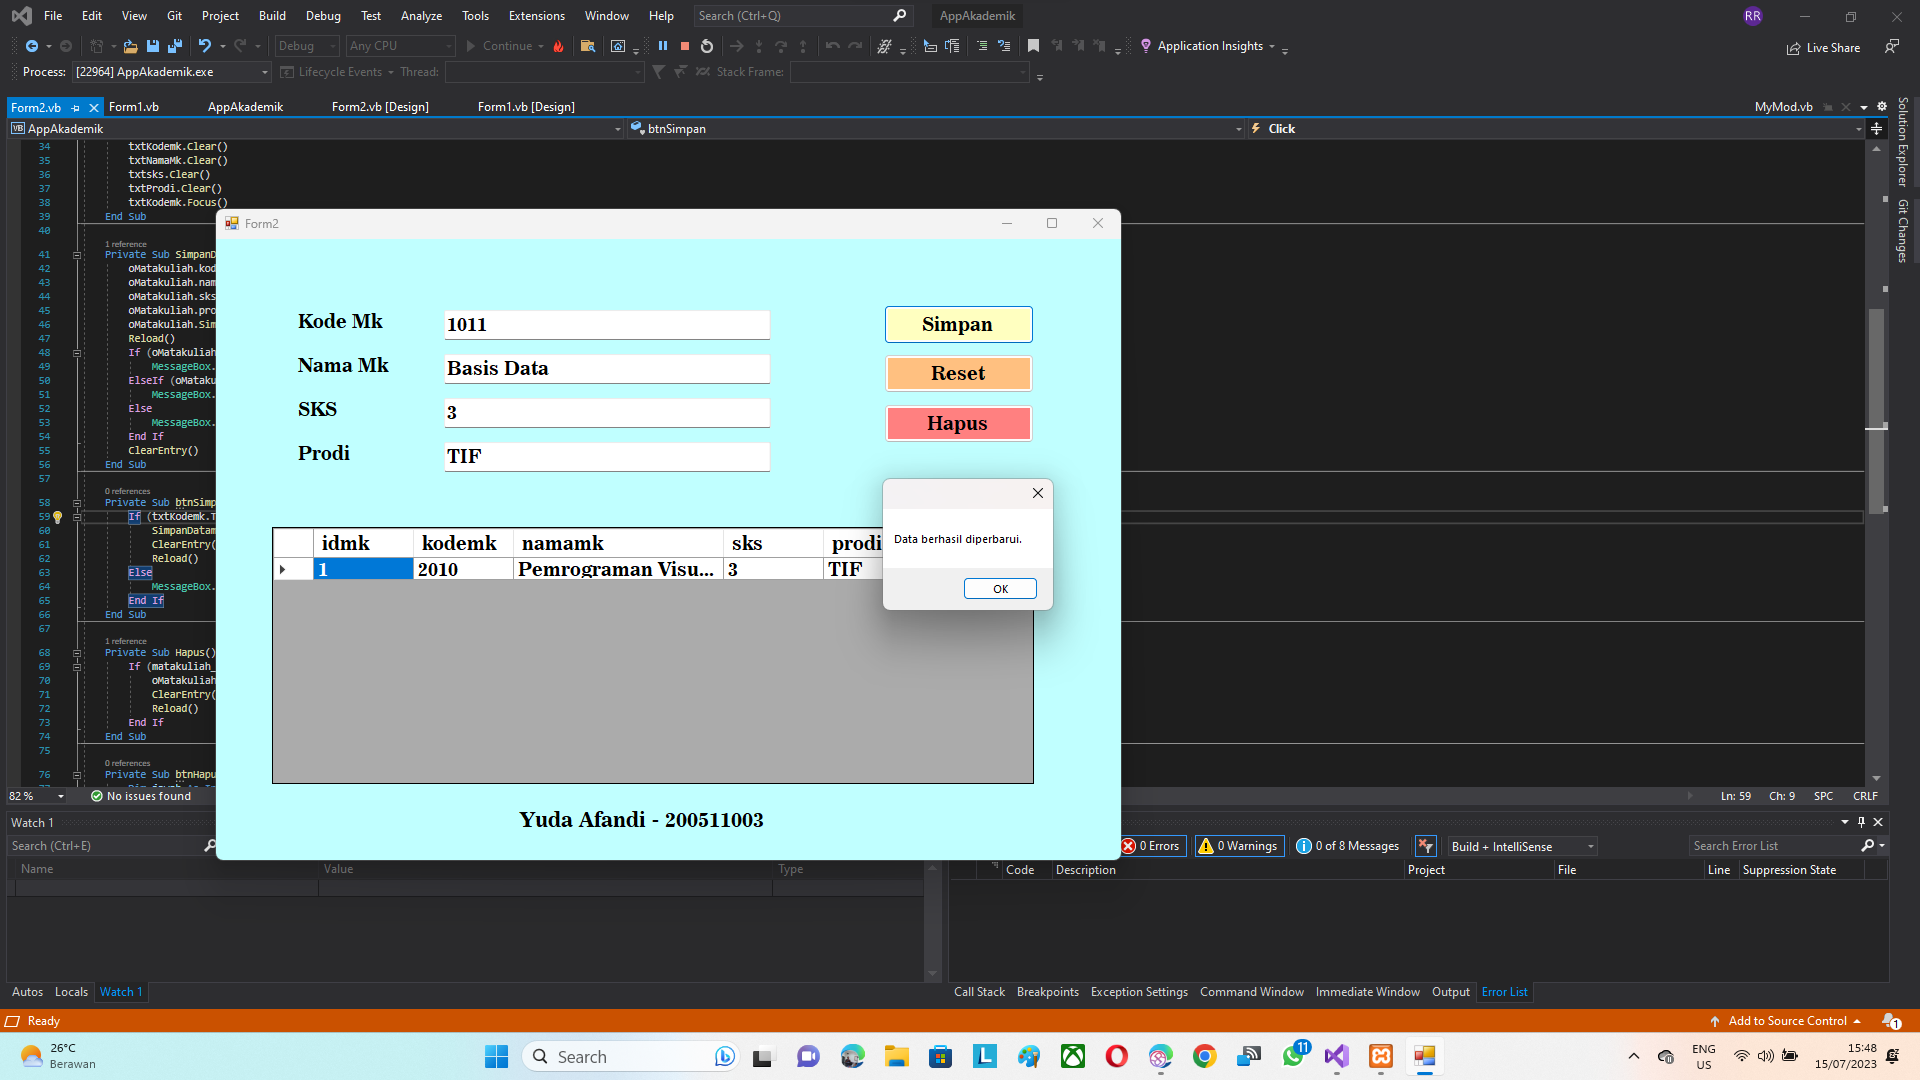 File Edit View Git Project Build Debug Test Analyze Tools Extensions Window Help Search (Ctrl+Q) AppAkademik RR
Debug Any CPU Continue Application Insights Live Share
Process: [22964] AppAkademik.exe Lifecycle Events Thread: Stack Frame:
Form2.vb Form1.vb AppAkademik Form2.vb [Design] Form1.vb [Design] MyMod.vb
AppAkademik btnSimpan Click
Solution Explorer
Git Changes
34 txtKodemk.Clear()
35 txtNamaMk.Clear()
36 txtsks.Clear()
37 txtProdi.Clear()
38 txtKodemk.Focus()
39 End Sub
40
1 reference
41 Private Sub SimpanD
42 oMatakuliah.kod
43 oMatakuliah.nam
44 oMatakuliah.sks
45 oMatakuliah.pro
46 oMatakuliah.Sim
47 Reload()
48 If (oMatakuliah
49 MessageBox.
50 ElseIf (oMataku
51 MessageBox.
52 Else
53 MessageBox.
54 End If
55 ClearEntry()
56 End Sub
57
0 references
58 Private Sub btnSimp
59 If (txtKodemk.T
60 SimpanDatam
61 ClearEntry(
62 Reload()
63 Else
64 MessageBox.
65 End If
66 End Sub
67
1 reference
68 Private Sub Hapus()
69 If (matakuliah_
70 oMatakuliah
71 ClearEntry(
72 Reload()
73 End If
74 End Sub
75
0 references
76 Private Sub btnHapu
Form2
Kode Mk 1011 Simpan
Nama Mk Basis Data Reset
SKS 3 Hapus
Prodi TIF
idmk kodemk namamk sks prodi
1 2010 Pemrograman Visu... 3 TIF
Data berhasil diperbarui.
OK
Yuda Afandi - 200511003
82 % No issues found Ln: 59 Ch: 9 SPC CRLF
Watch 1
Search (Ctrl+E)
Name Value Type
Autos Locals Watch 1
0 Errors 0 Warnings 0 of 8 Messages Build + IntelliSense Search Error List
Code Description Project File Line Suppression State
Call Stack Breakpoints Exception Settings Command Window Immediate Window Output Error List
Ready Add to Source Control 1
26°C
Berawan
Search
11
ENG
US
15:48
15/07/2023